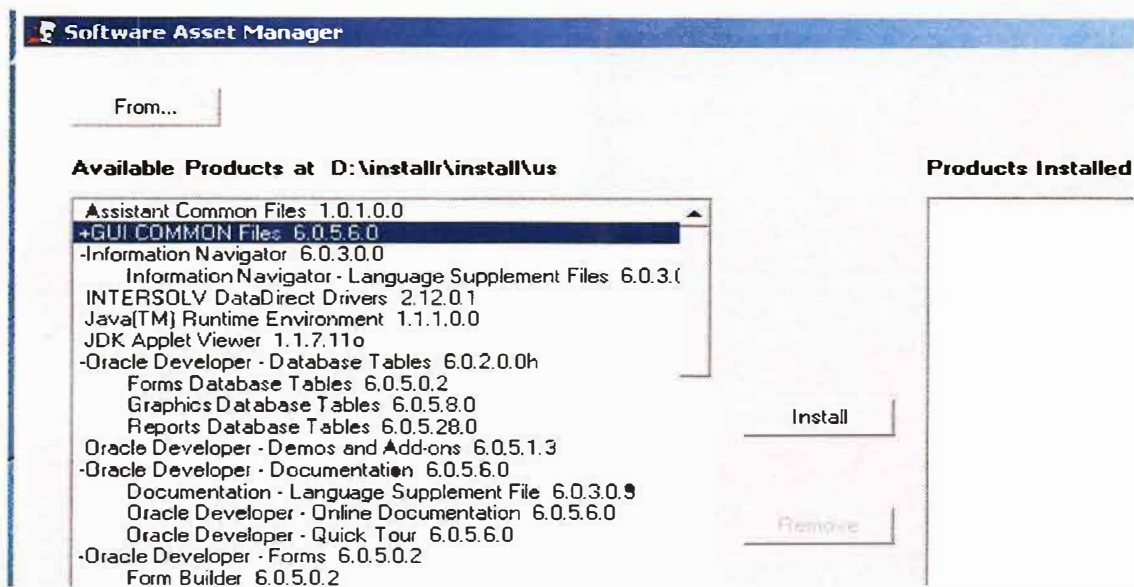 Software Asset Manager
From...
Available Products at D:\installr\install\us
Products Installed
Assistant Common Files 1.0.1.0.0
+GUI COMMON Files 6.0.5.6.0
-Information Navigator 6.0.3.0.0
Information Navigator - Language Supplement Files 6.0.3.(
INTERSOLV DataDirect Drivers 2.12.0.1
Java(TM) Runtime Environment 1.1.1.0.0
JDK Applet Viewer 1.1.7.11o
-Oracle Developer - Database Tables 6.0.2.0.0h
Forms Database Tables 6.0.5.0.2
Graphics Database Tables 6.0.5.8.0
Reports Database Tables 6.0.5.28.0
Oracle Developer - Demos and Add-ons 6.0.5.1.3
-Oracle Developer - Documentation 6.0.5.6.0
Documentation - Language Supplement File 6.0.3.0.9
Oracle Developer - Online Documentation 6.0.5.6.0
Oracle Developer - Quick Tour 6.0.5.6.0
-Oracle Developer - Forms 6.0.5.0.2
Form Builder 6.0.5.0.2
Install
Remove